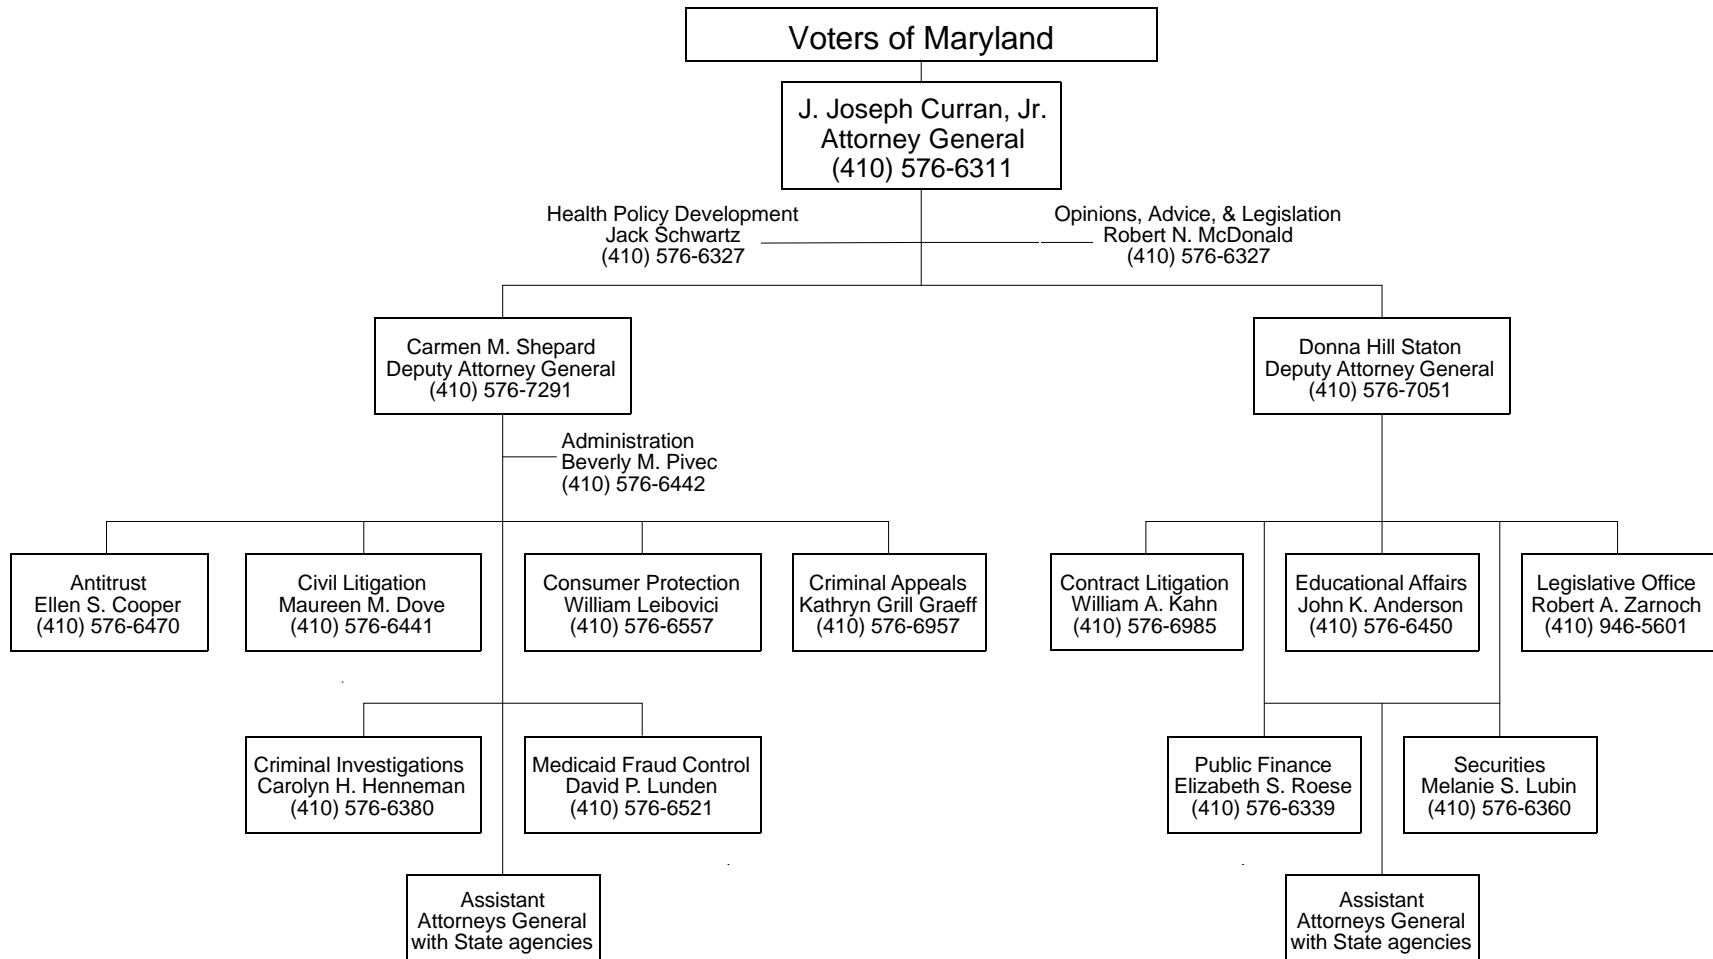 Voters of Maryland
J. Joseph Curran, Jr.
Attorney General
(410) 576-6311
Health Policy Development
Jack Schwartz
(410) 576-6327
Opinions, Advice, & Legislation
Robert N. McDonald
(410) 576-6327
Carmen M. Shepard
Deputy Attorney General
(410) 576-7291
Donna Hill Staton
Deputy Attorney General
(410) 576-7051
Administration
Beverly M. Pivec
(410) 576-6442
Antitrust
Ellen S. Cooper
(410) 576-6470
Civil Litigation
Maureen M. Dove
(410) 576-6441
Consumer Protection
William Leibovici
(410) 576-6557
Criminal Appeals
Kathryn Grill Graeff
(410) 576-6957
Contract Litigation
William A. Kahn
(410) 576-6985
Educational Affairs
John K. Anderson
(410) 576-6450
Legislative Office
Robert A. Zarnoch
(410) 946-5601
Criminal Investigations
Carolyn H. Henneman
(410) 576-6380
Medicaid Fraud Control
David P. Lunden
(410) 576-6521
Public Finance
Elizabeth S. Roese
(410) 576-6339
Securities
Melanie S. Lubin
(410) 576-6360
Assistant
Attorneys General
with State agencies
Assistant
Attorneys General
with State agencies